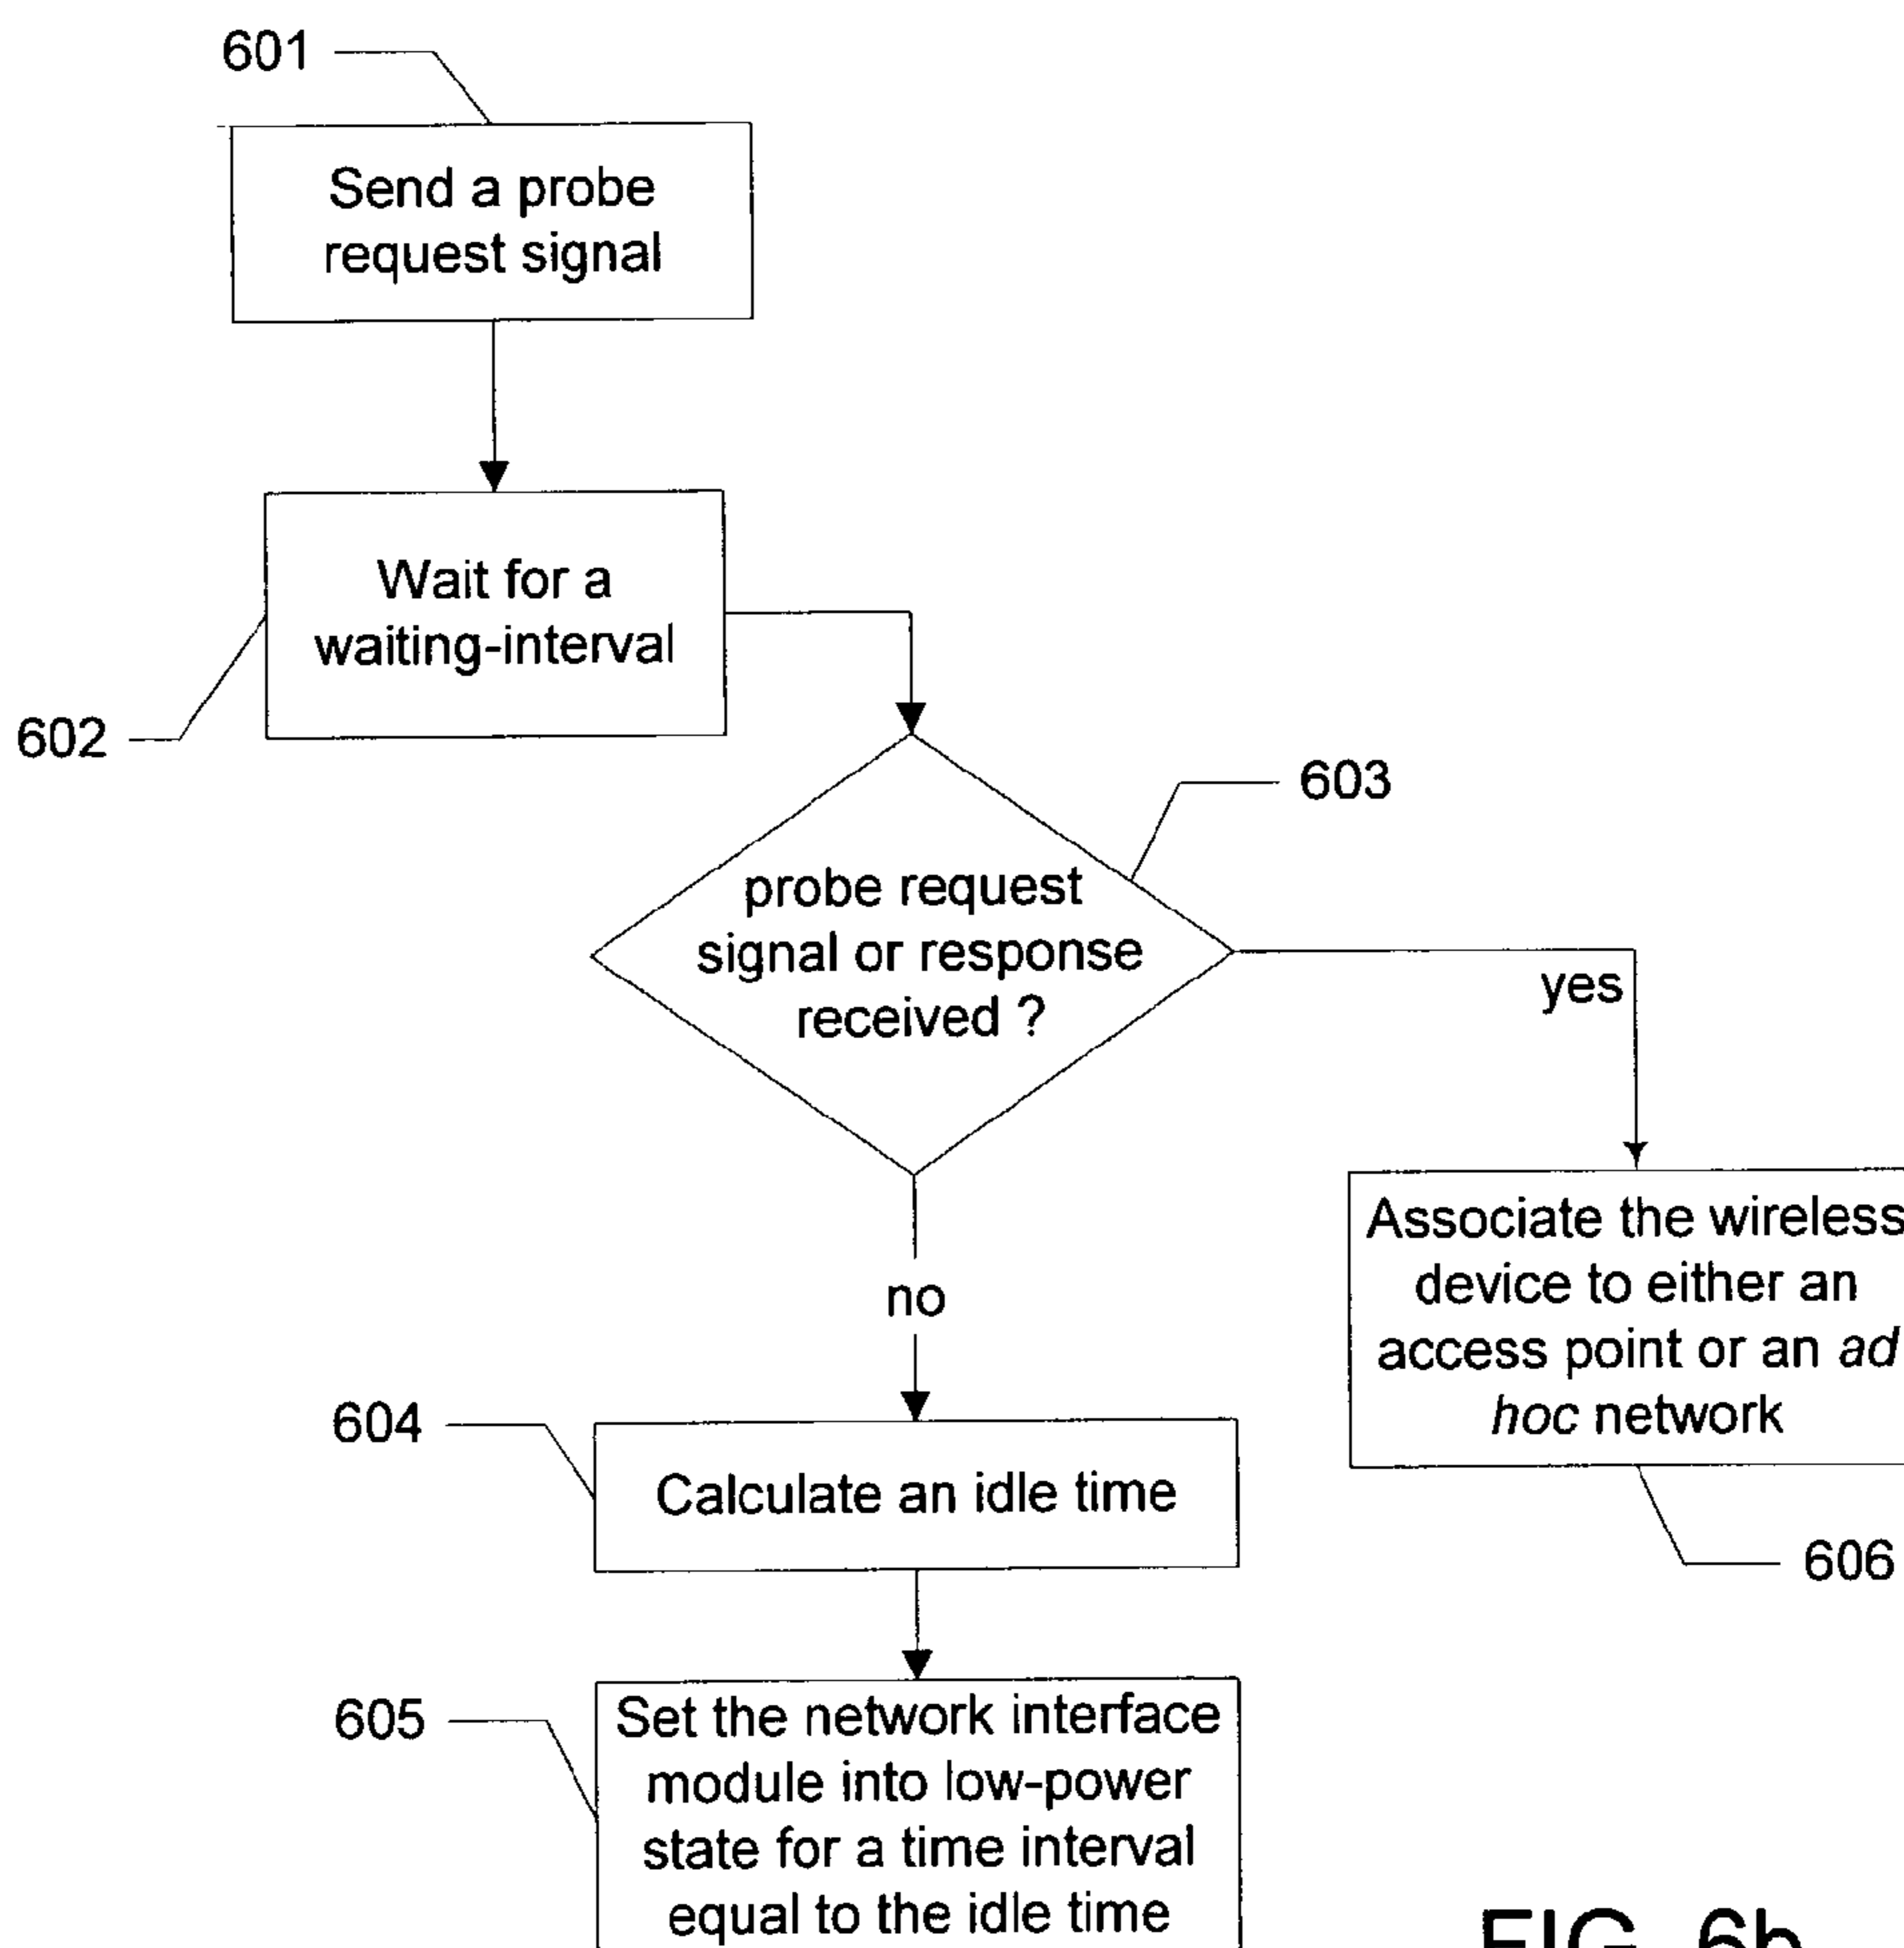 601
Send a probe
request signal
Wait for a
waiting-interval
602
603
probe request
signal or response
received ?
yes
no
Associate the wireless
device to either an
access point or an ad
hoc network
604
Calculate an idle time
606
605
Set the network interface
module into low-power
state for a time interval
equal to the idle time
FIG. 6b